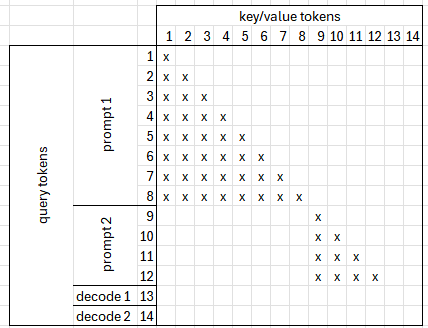 key/value tokens
1 2 3 4 5 6 7 8 9 10 11 12 13 14
query tokens
prompt 1
1 x
2 x x
3 x x x
4 x x x x
5 x x x x x
6 x x x x x x
7 x x x x x x x
8 x x x x x x x x
prompt 2
9 x
10 x x
11 x x x
12 x x x x
decode 1 13
decode 2 14